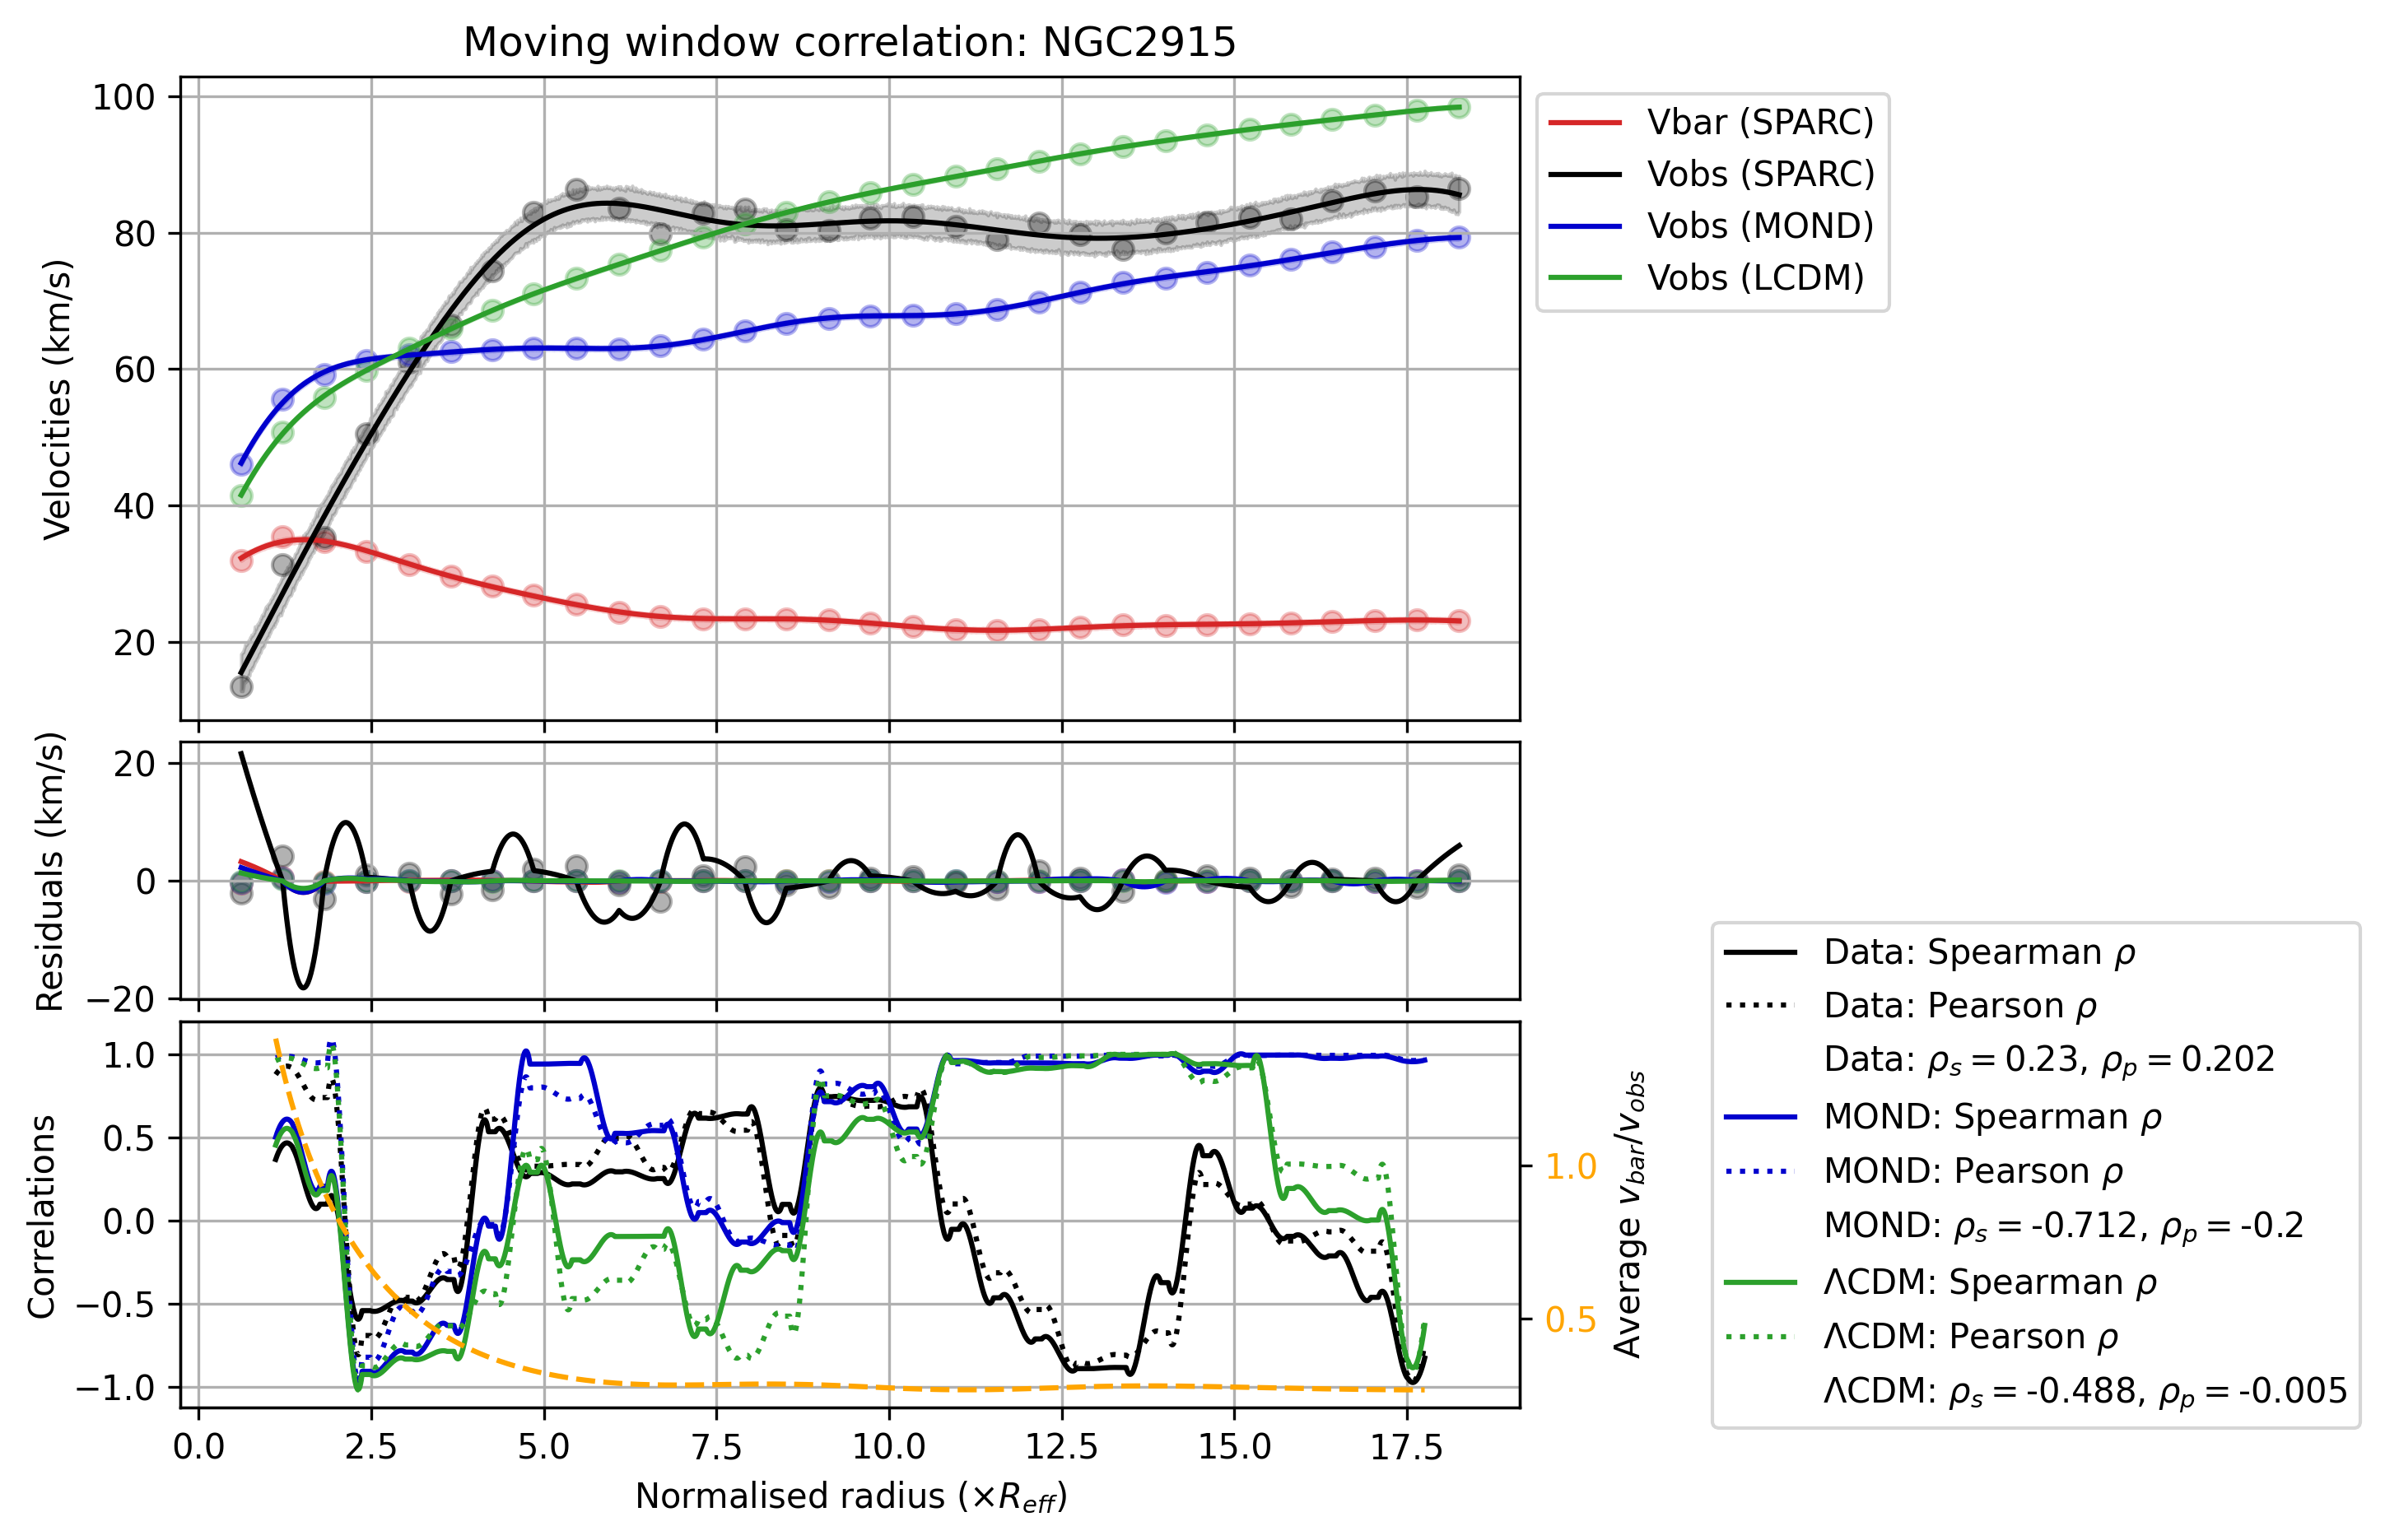 Moving window correlation: NGC2915
100
80
60
40
20
Velocities (km/s)
Vbar (SPARC)
Vobs (SPARC)
Vobs (MOND)
Vobs (LCDM)
20
0
−20
Residuals (km/s)
1.0
0.5
0.0
−0.5
−1.0
Correlations
1.0
0.5
Average v_bar/v_obs
0.0 2.5 5.0 7.5 10.0 12.5 15.0 17.5
Normalised radius (×R_eff)
Data: Spearman ρ
Data: Pearson ρ
Data: ρ_s = 0.23, ρ_p = 0.202
MOND: Spearman ρ
MOND: Pearson ρ
MOND: ρ_s = -0.712, ρ_p = -0.2
ΛCDM: Spearman ρ
ΛCDM: Pearson ρ
ΛCDM: ρ_s = -0.488, ρ_p = -0.005